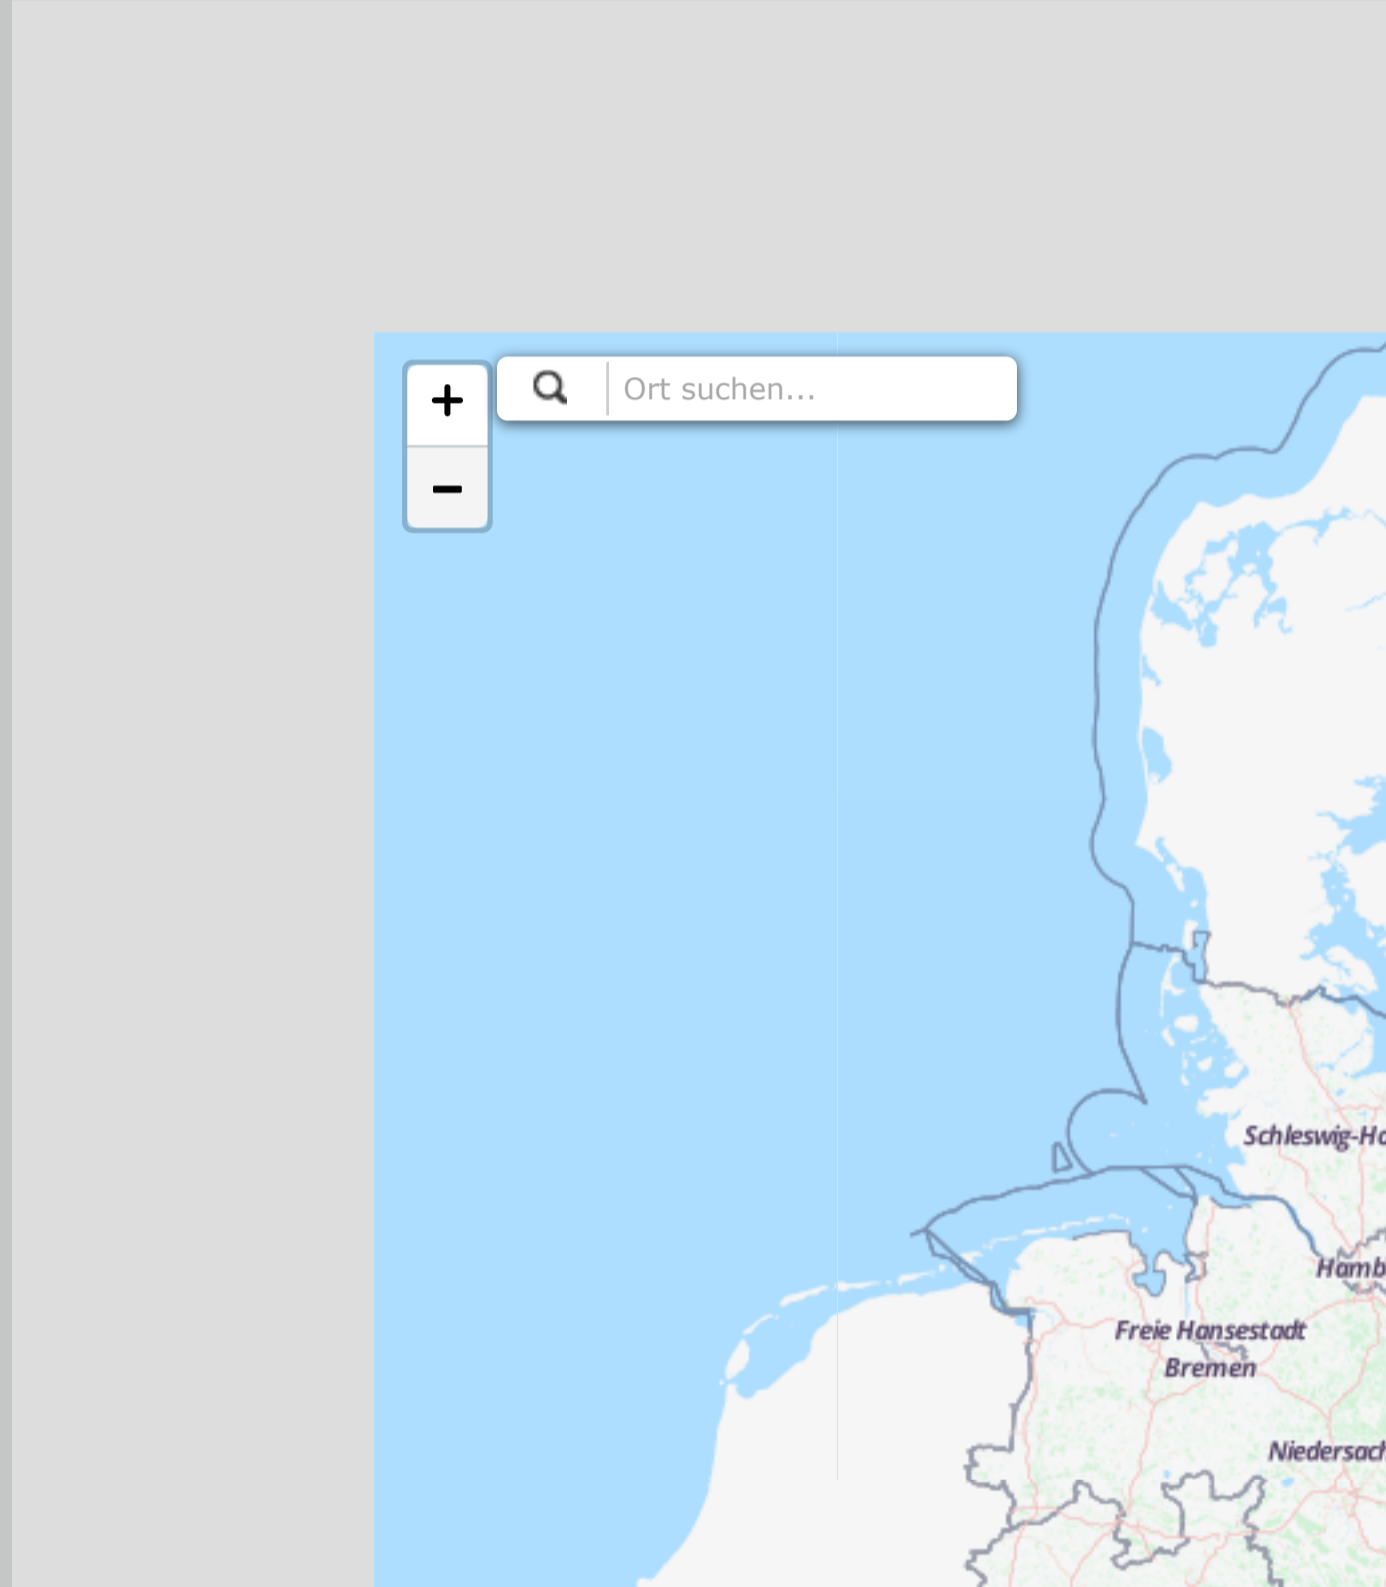 +
Ort suchen...
−
Schleswig-Ho
Hamb
Freie Hansestadt
Bremen
Niedersach